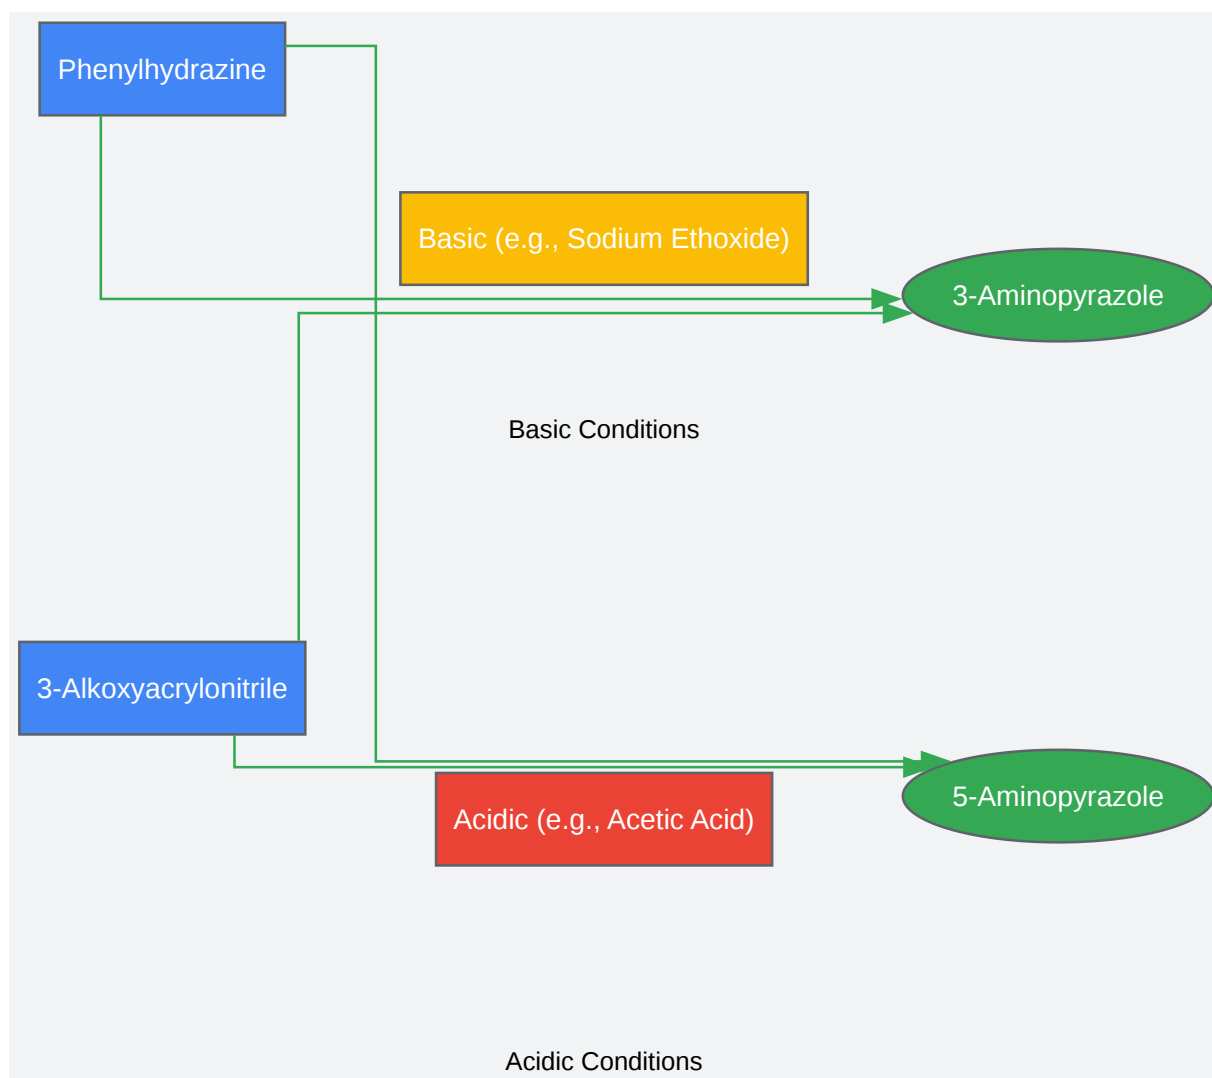 Phenylhydrazine
Basic (e.g., Sodium Ethoxide)
3-Aminopyrazole
Basic Conditions
3-Alkoxyacrylonitrile
5-Aminopyrazole
Acidic (e.g., Acetic Acid)
Acidic Conditions